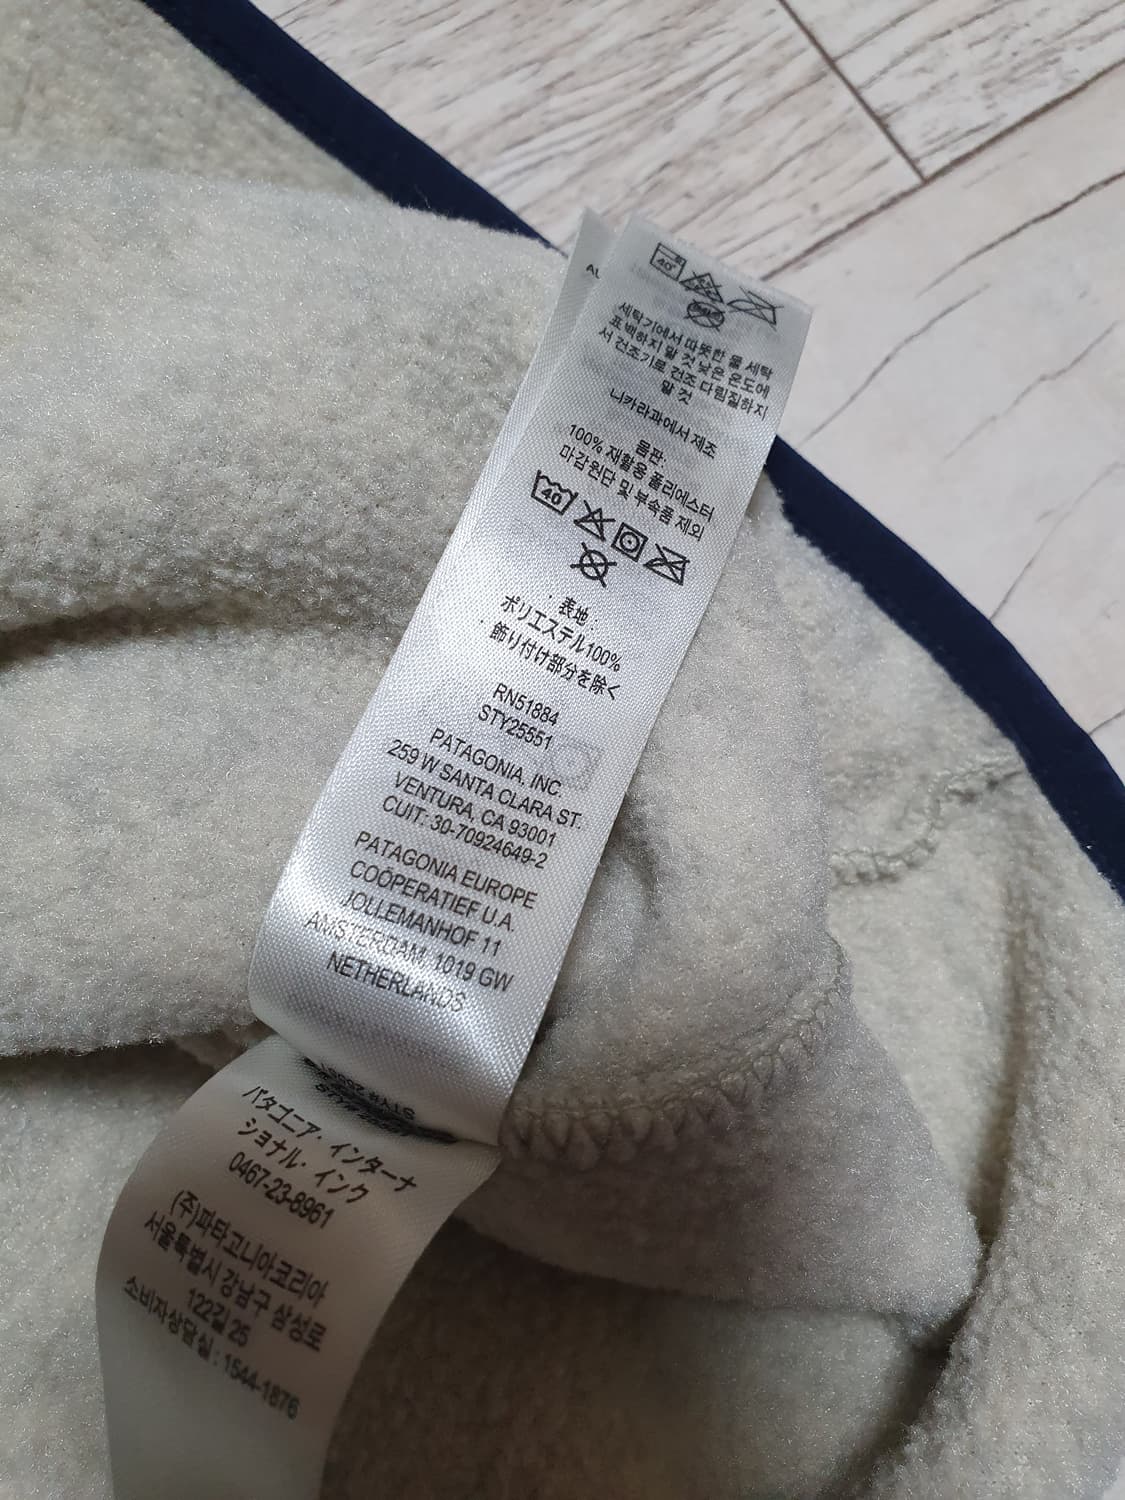 AU
40°
세탁기에서 따뜻한 물 세탁
표백하지 말 것 낮은 온도에
서 건조기로 건조 다림질하지
말 것
니카라과에서 제조
몸판:
100% 재활용 폴리에스터
마감원단 및 부속품 제외
40
・表地:
ポリエステル100%
・飾り付け部分を除く
RN51884
STY25551
PATAGONIA, INC.
259 W SANTA CLARA ST.
VENTURA, CA 93001
CUIT: 30-70924649-2
PATAGONIA EUROPE
COÖPERATIEF U.A.
JOLLEMANHOF 11
AMSTERDAM, 1019 GW
NETHERLANDS
パタゴニア・インターナ
ショナル・インク
0467-23-8961
(주)파타고니아코리아
서울특별시 강남구 삼성로
122길 25
소비자상담실 : 1544-1876